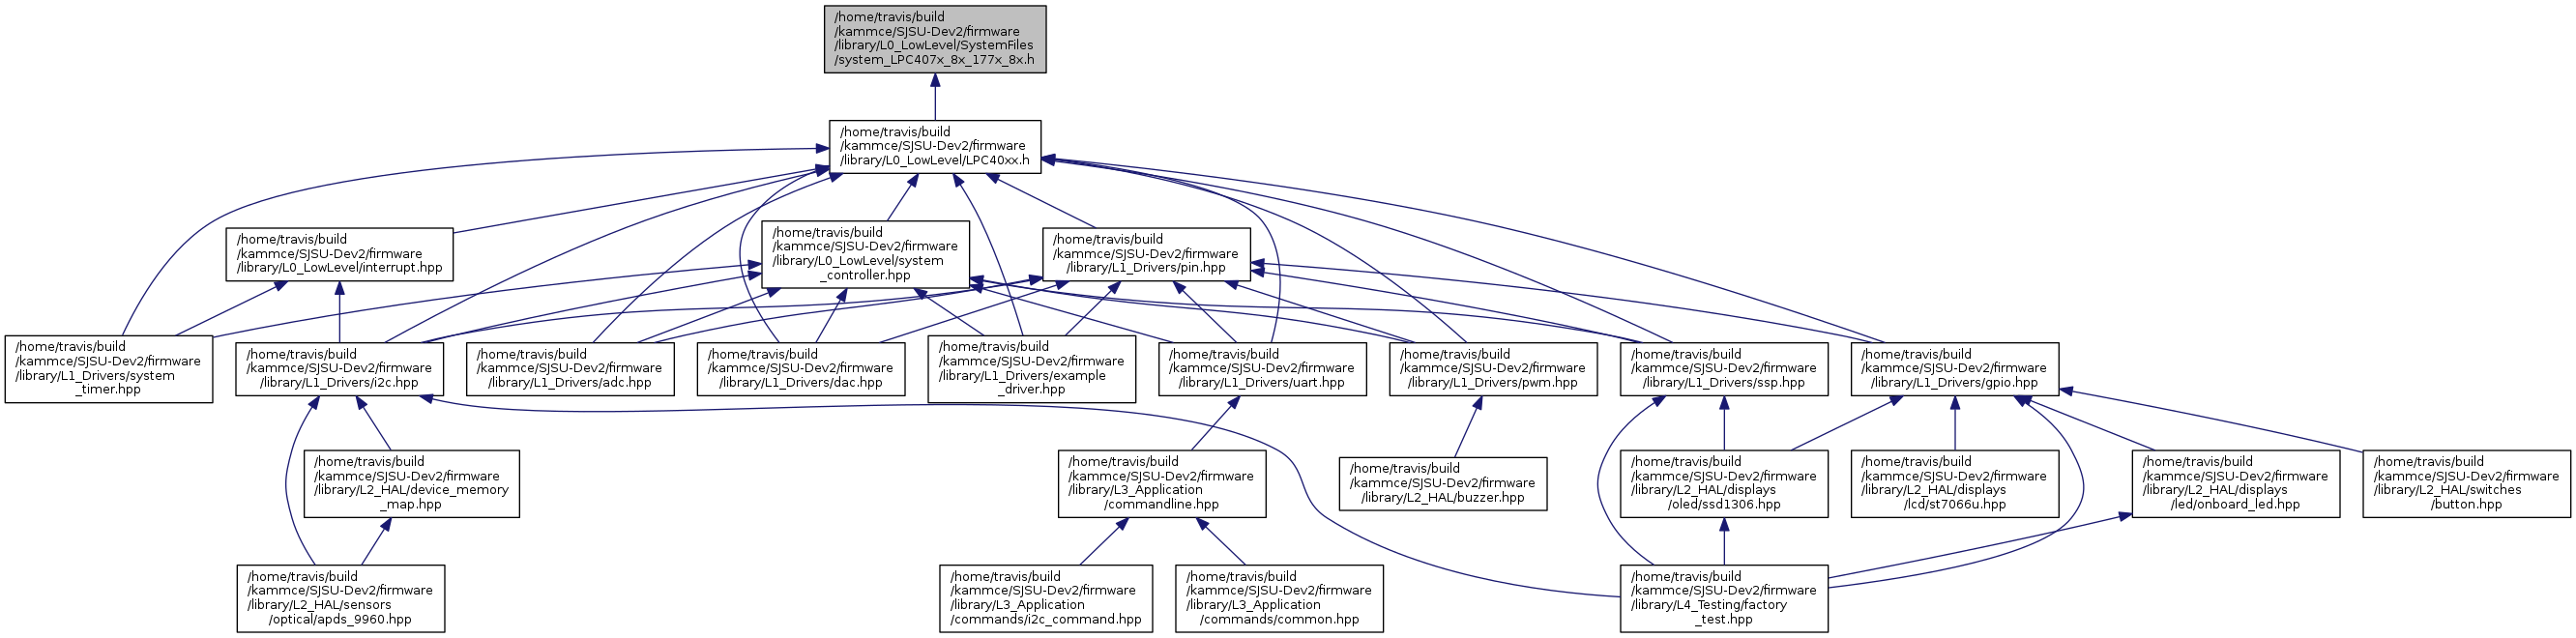 /home/travis/build
/kammce/SJSU-Dev2/firmware
/library/L0_LowLevel/SystemFiles
/system_LPC407x_8x_177x_8x.h
/home/travis/build
/kammce/SJSU-Dev2/firmware
/library/L0_LowLevel/LPC40xx.h
/home/travis/build
/kammce/SJSU-Dev2/firmware
/library/L0_LowLevel/interrupt.hpp
/home/travis/build
/kammce/SJSU-Dev2/firmware
/library/L0_LowLevel/system
_controller.hpp
/home/travis/build
/kammce/SJSU-Dev2/firmware
/library/L1_Drivers/pin.hpp
/home/travis/build
/kammce/SJSU-Dev2/firmware
/library/L1_Drivers/system
_timer.hpp
/home/travis/build
/kammce/SJSU-Dev2/firmware
/library/L1_Drivers/i2c.hpp
/home/travis/build
/kammce/SJSU-Dev2/firmware
/library/L1_Drivers/adc.hpp
/home/travis/build
/kammce/SJSU-Dev2/firmware
/library/L1_Drivers/dac.hpp
/home/travis/build
/kammce/SJSU-Dev2/firmware
/library/L1_Drivers/example
_driver.hpp
/home/travis/build
/kammce/SJSU-Dev2/firmware
/library/L1_Drivers/uart.hpp
/home/travis/build
/kammce/SJSU-Dev2/firmware
/library/L1_Drivers/pwm.hpp
/home/travis/build
/kammce/SJSU-Dev2/firmware
/library/L1_Drivers/ssp.hpp
/home/travis/build
/kammce/SJSU-Dev2/firmware
/library/L1_Drivers/gpio.hpp
/home/travis/build
/kammce/SJSU-Dev2/firmware
/library/L2_HAL/device_memory
_map.hpp
/home/travis/build
/kammce/SJSU-Dev2/firmware
/library/L3_Application
/commandline.hpp
/home/travis/build
/kammce/SJSU-Dev2/firmware
/library/L2_HAL/buzzer.hpp
/home/travis/build
/kammce/SJSU-Dev2/firmware
/library/L2_HAL/displays
/oled/ssd1306.hpp
/home/travis/build
/kammce/SJSU-Dev2/firmware
/library/L2_HAL/displays
/lcd/st7066u.hpp
/home/travis/build
/kammce/SJSU-Dev2/firmware
/library/L2_HAL/displays
/led/onboard_led.hpp
/home/travis/build
/kammce/SJSU-Dev2/firmware
/library/L2_HAL/switches
/button.hpp
/home/travis/build
/kammce/SJSU-Dev2/firmware
/library/L2_HAL/sensors
/optical/apds_9960.hpp
/home/travis/build
/kammce/SJSU-Dev2/firmware
/library/L3_Application
/commands/i2c_command.hpp
/home/travis/build
/kammce/SJSU-Dev2/firmware
/library/L3_Application
/commands/common.hpp
/home/travis/build
/kammce/SJSU-Dev2/firmware
/library/L4_Testing/factory
_test.hpp